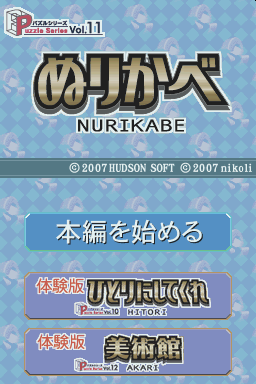 パズルシリーズ
Puzzle Series Vol.11
ぬりかべ
NURIKABE
© 2007 HUDSON SOFT © 2007 nikoli
本編を始める
体験版 ひとりにしてくれ
Puzzle Series Vol.10 HITORI
体験版 美術館
Puzzle Series Vol.12 AKARI